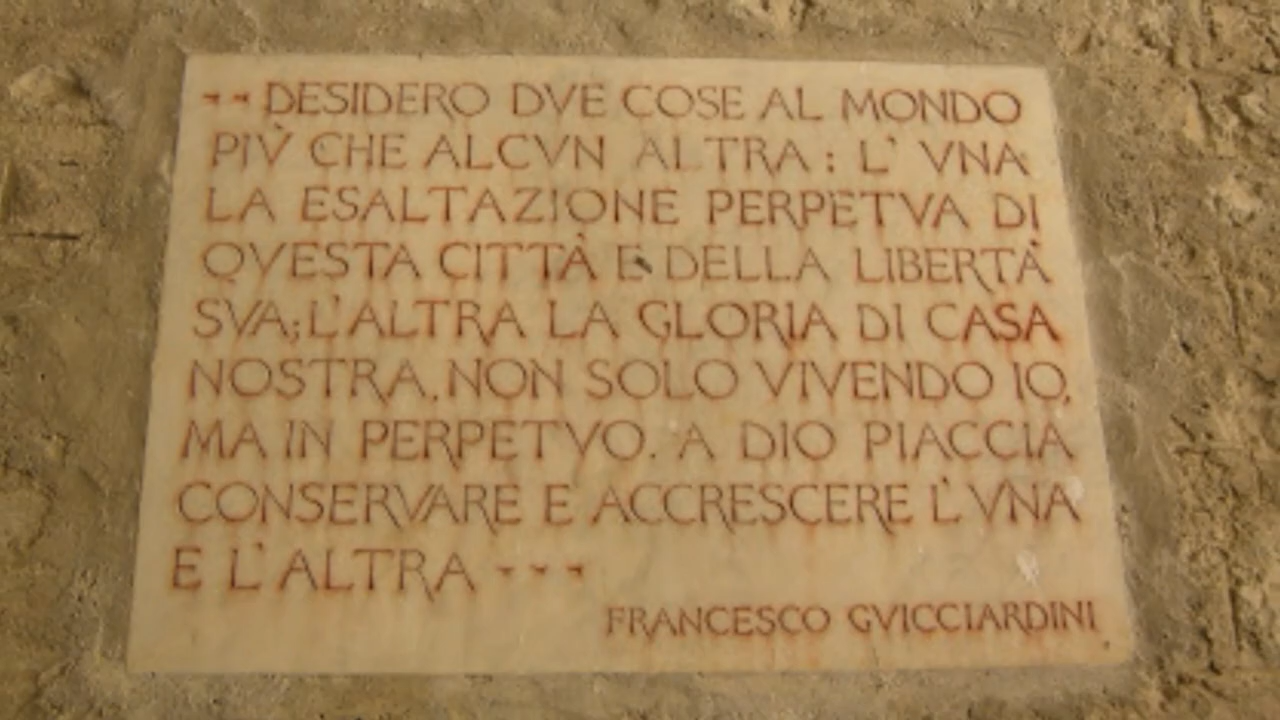 -- DESIDERO DVE COSE AL MONDO
PIV̀ CHE ALCVN ALTRA : L' VNA
LA ESALTAZIONE PERPETVA DI
QVESTA CITTÀ E DELLA LIBERTÀ
SVA; L'ALTRA LA GLORIA DI CASA
NOSTRA. NON SOLO VIVENDO IO,
MA IN PERPETVO. A DIO PIACCIA
CONSERVARE E ACCRESCERE L'VNA
E L'ALTRA ---
FRANCESCO GVICCIARDINI